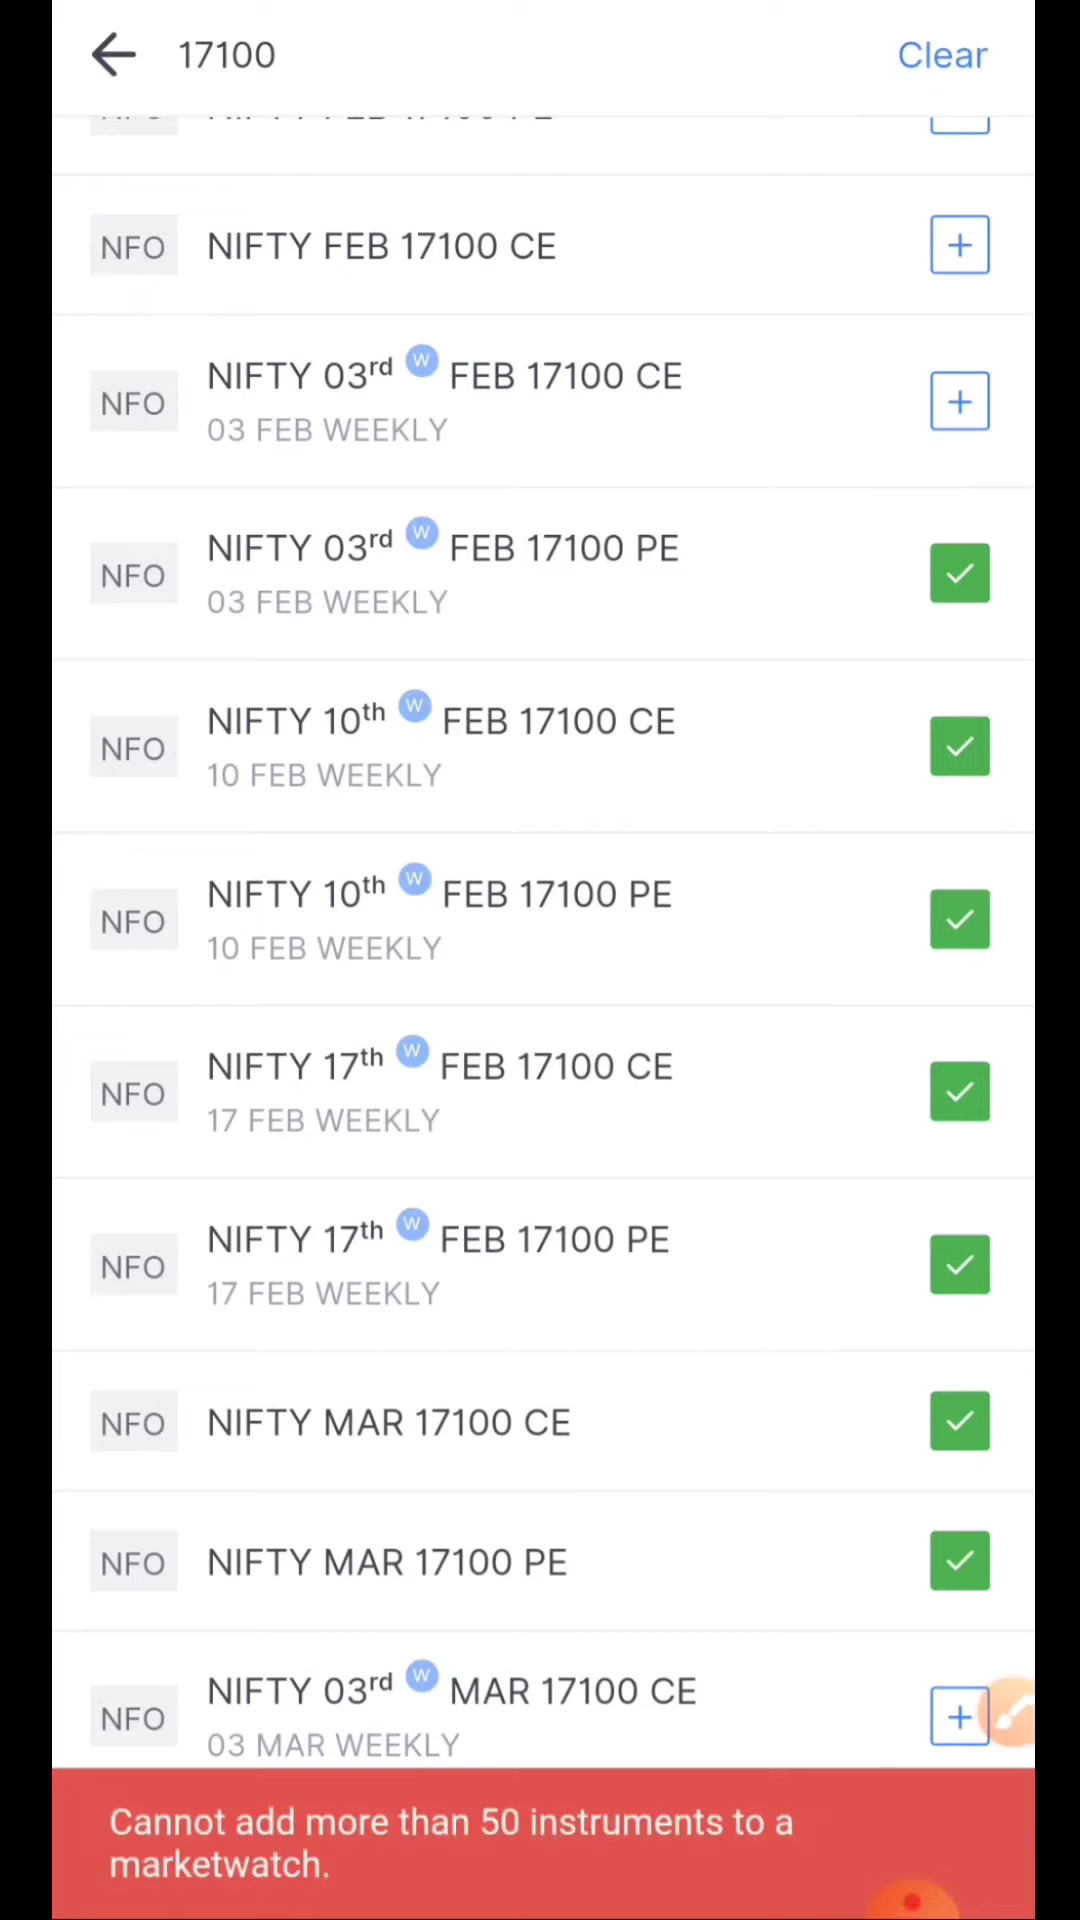 17100 Clear
NFO NIFTY FEB 17100 CE +
NIFTY 03rd W FEB 17100 CE
NFO +
03 FEB WEEKLY
NIFTY 03rd W FEB 17100 PE
NFO
03 FEB WEEKLY
NIFTY 10th W FEB 17100 CE
NFO
10 FEB WEEKLY
NIFTY 10th W FEB 17100 PE
NFO
10 FEB WEEKLY
NIFTY 17th W FEB 17100 CE
NFO
17 FEB WEEKLY
NIFTY 17th W FEB 17100 PE
NFO
17 FEB WEEKLY
NFO NIFTY MAR 17100 CE
NFO NIFTY MAR 17100 PE
NIFTY 03rd W MAR 17100 CE
NFO +
03 MAR WEEKLY
Cannot add more than 50 instruments to a
marketwatch.